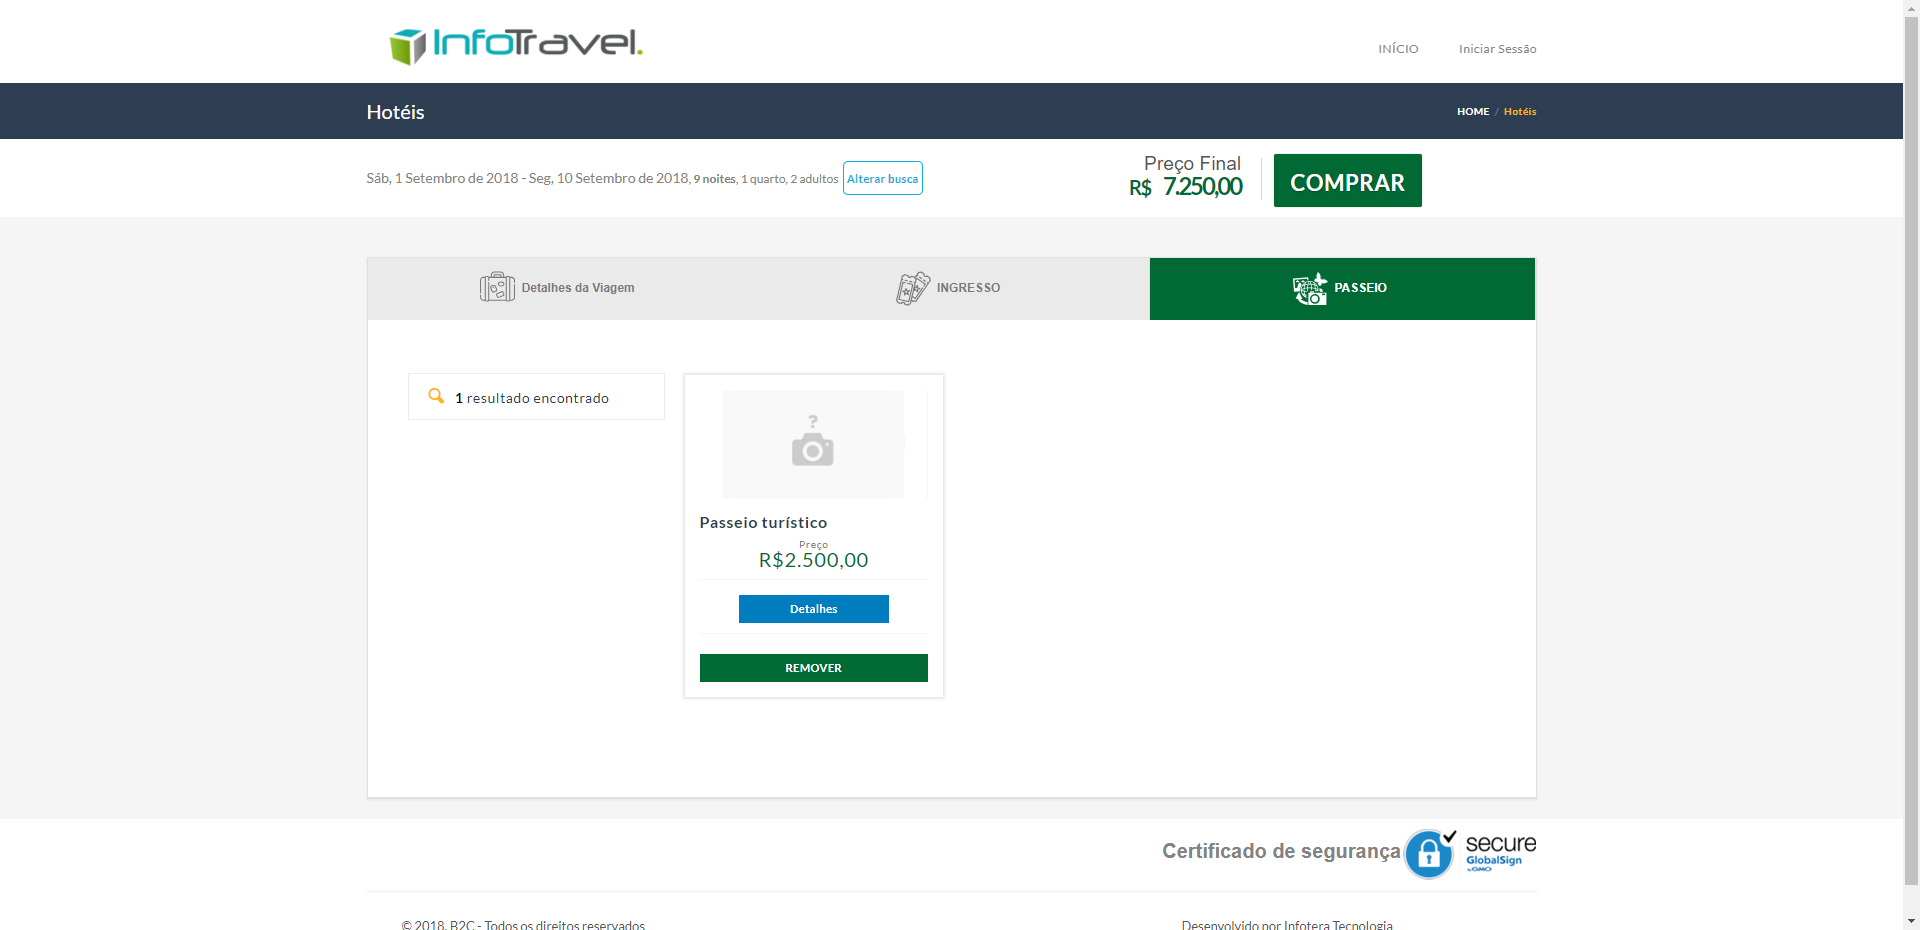 InfoTravel.
INÍCIO
Iniciar Sessão
Hotéis
HOME / Hotéis
Sáb, 1 Setembro de 2018 - Seg, 10 Setembro de 2018, 9 noites, 1 quarto, 2 adultos
Alterar busca
Preço Final
R$ 7.250,00
COMPRAR
Detalhes da Viagem
INGRESSO
PASSEIO
1 resultado encontrado
?
Passeio turístico
Preço
R$2.500,00
Detalhes
REMOVER
Certificado de segurança
secure
GlobalSign
by GMO
© 2018. B2C - Todos os direitos reservados
Desenvolvido por Infotera Tecnologia